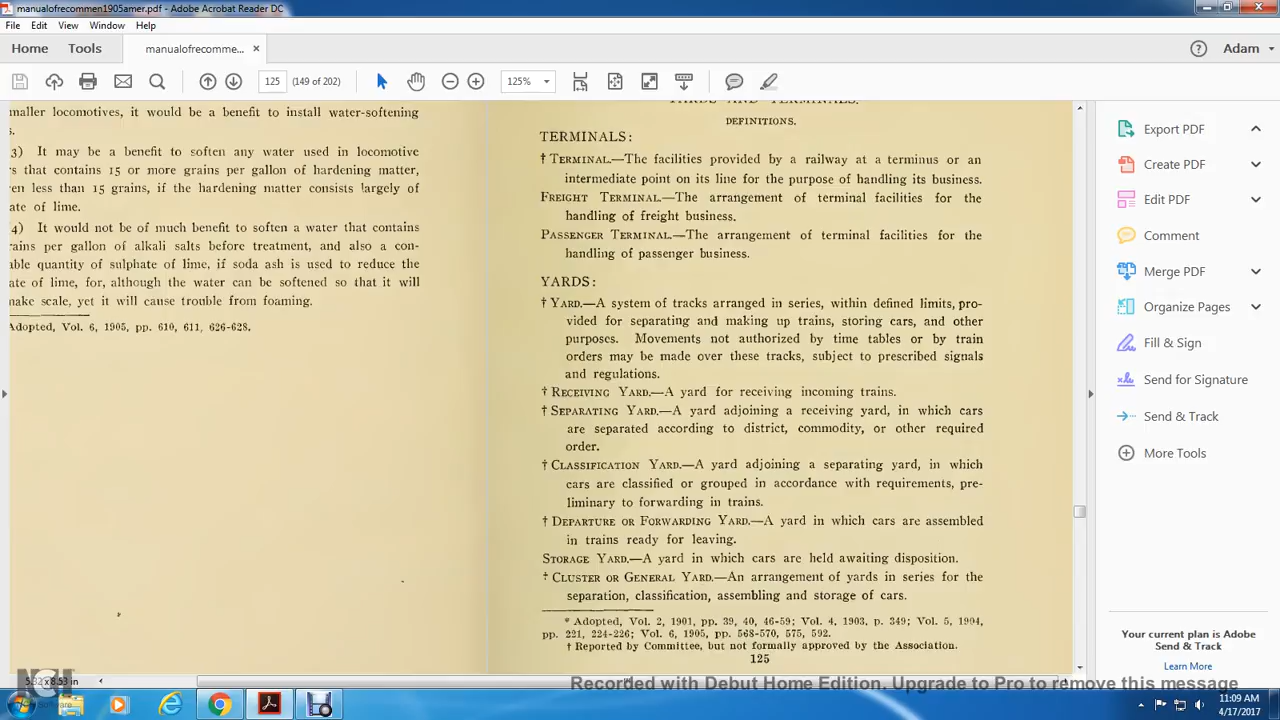 manualofrecommen1905amer.pdf - Adobe Acrobat Reader DC
File Edit View Window Help
Home Tools manualofrecomme... ×
Adam
125 (149 of 202) 125%
maller locomotives, it would be a benefit to install water-softening
s.
3) It may be a benefit to soften any water used in locomotive
rs that contains 15 or more grains per gallon of hardening matter,
en less than 15 grains, if the hardening matter consists largely of
ate of lime.
4) It would not be of much benefit to soften a water that contains
rains per gallon of alkali salts before treatment, and also a con-
able quantity of sulphate of lime, if soda ash is used to reduce the
ate of lime, for, although the water can be softened so that it will
make scale, yet it will cause trouble from foaming.
Adopted, Vol. 6, 1905, pp. 610, 611, 626-628.
YARDS AND TERMINALS.
DEFINITIONS.
TERMINALS:
† TERMINAL.—The facilities provided by a railway at a terminus or an
intermediate point on its line for the purpose of handling its business.
FREIGHT TERMINAL.—The arrangement of terminal facilities for the
handling of freight business.
PASSENGER TERMINAL.—The arrangement of terminal facilities for the
handling of passenger business.
YARDS:
† YARD.—A system of tracks arranged in series, within defined limits, pro-
vided for separating and making up trains, storing cars, and other
purposes. Movements not authorized by time tables or by train
orders may be made over these tracks, subject to prescribed signals
and regulations.
† RECEIVING YARD.—A yard for receiving incoming trains.
† SEPARATING YARD.—A yard adjoining a receiving yard, in which cars
are separated according to district, commodity, or other required
order.
† CLASSIFICATION YARD.—A yard adjoining a separating yard, in which
cars are classified or grouped in accordance with requirements, pre-
liminary to forwarding in trains.
† DEPARTURE OR FORWARDING YARD.—A yard in which cars are assembled
in trains ready for leaving.
STORAGE YARD.—A yard in which cars are held awaiting disposition.
† CLUSTER OR GENERAL YARD.—An arrangement of yards in series for the
separation, classification, assembling and storage of cars.
* Adopted, Vol. 2, 1901, pp. 39, 40, 46-59; Vol. 4, 1903, p. 349; Vol. 5, 1904,
pp. 221, 224-226; Vol. 6, 1905, pp. 568-570, 575, 592.
† Reported by Committee, but not formally approved by the Association.
125
Export PDF
Create PDF
Edit PDF
Comment
Merge PDF
Organize Pages
Fill & Sign
Send for Signature
Send & Track
More Tools
Your current plan is Adobe
Send & Track
Learn More
5.32 x 8.53 in
NCH
Software
Recorded with Debut Home Edition. Upgrade to Pro to remove this message
11:09 AM
4/17/2017